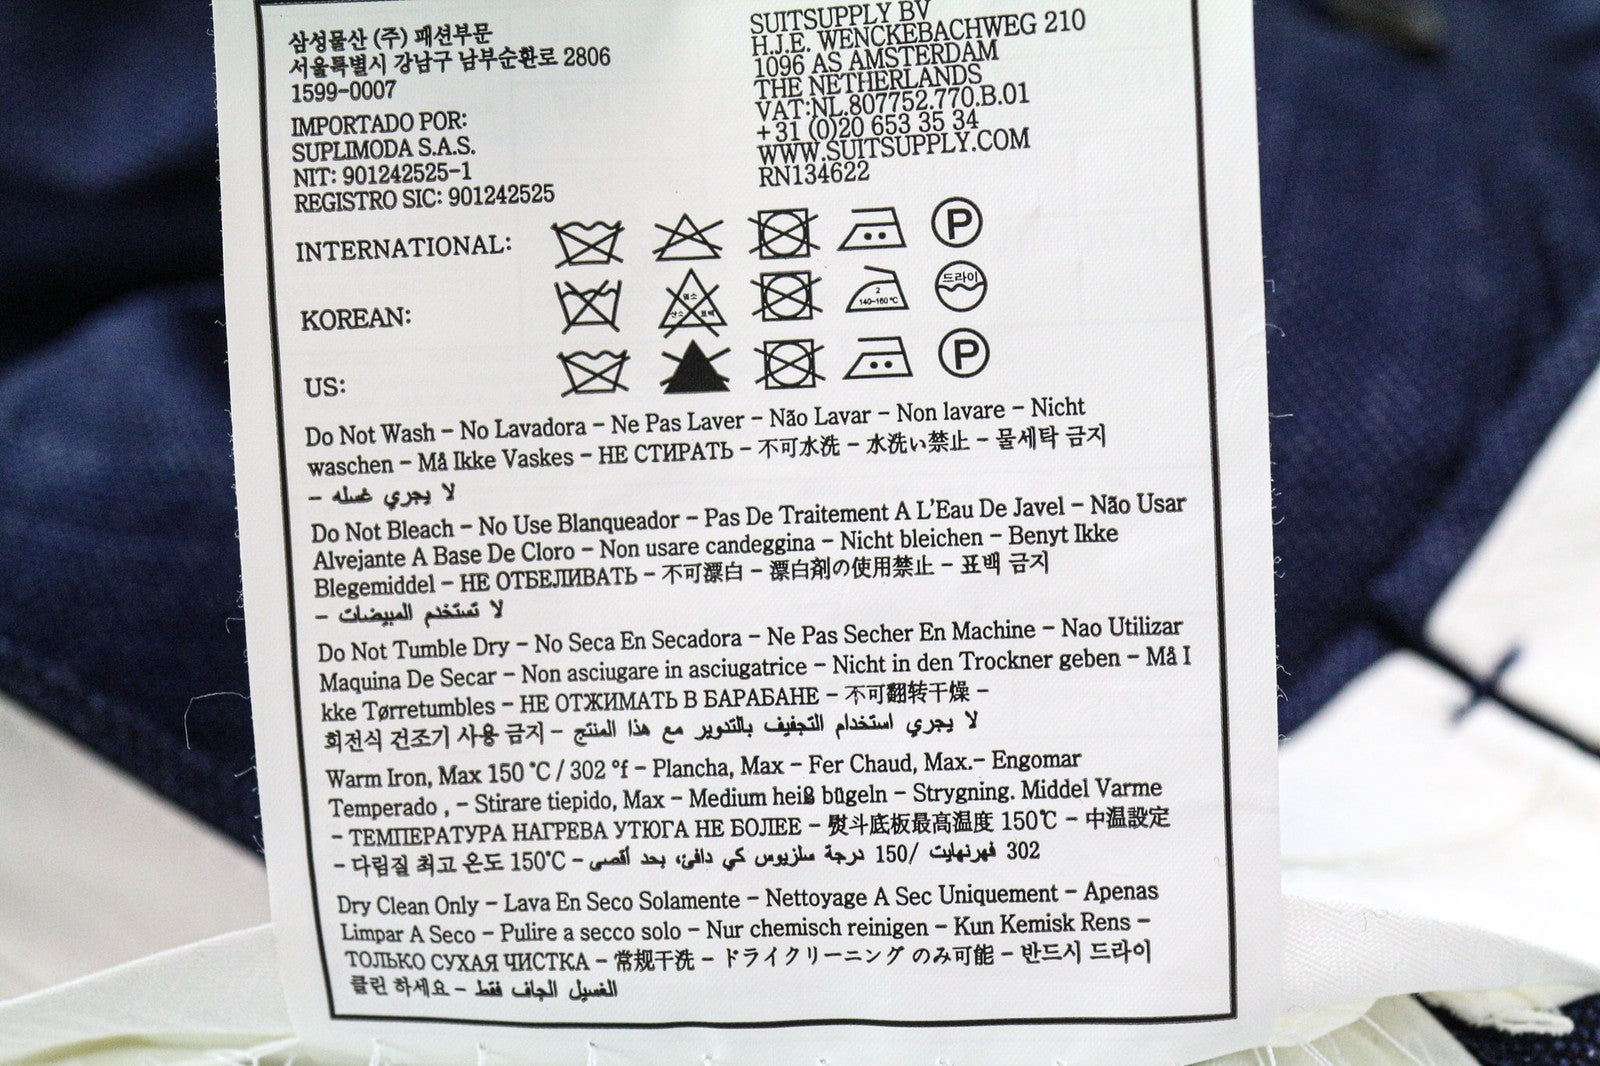 삼성물산 (주) 패션부문
서울특별시 강남구 남부순환로 2806
1599-0007
IMPORTADO POR:
SUPLIMODA S.A.S.
NIT: 901242525-1
REGISTRO SIC: 901242525
SUITSUPPLY BV
H.J.E. WENCKEBACHWEG 210
1096 AS AMSTERDAM
THE NETHERLANDS
VAT:NL.807752.770.B.01
+31 (0)20 653 35 34
WWW.SUITSUPPLY.COM
RN134622
INTERNATIONAL:
P
KOREAN:
염소
산소 표백
2
140~160℃
드라이
US:
P
Do Not Wash – No Lavadora – Ne Pas Laver – Não Lavar – Non lavare – Nicht
waschen – Må Ikke Vaskes – НЕ СТИРАТЬ – 不可水洗 – 水洗い禁止 – 물세탁 금지
– لا يجري غسله
Do Not Bleach – No Use Blanqueador – Pas De Traitement A L'Eau De Javel – Não Usar
Alvejante A Base De Cloro – Non usare candeggina – Nicht bleichen – Benyt Ikke
Blegemiddel – НЕ ОТБЕЛИВАТЬ – 不可漂白 – 漂白剤の使用禁止 – 표백 금지
– لا تستخدم المبيضات
Do Not Tumble Dry – No Seca En Secadora – Ne Pas Secher En Machine – Nao Utilizar
Maquina De Secar – Non asciugare in asciugatrice – Nicht in den Trockner geben – Må I
kke Tørretumbles – НЕ ОТЖИМАТЬ В БАРАБАНЕ – 不可翻转干燥 –
회전식 건조기 사용 금지 – لا يجري استخدام التجفيف بالتدوير مع هذا المنتج
Warm Iron, Max 150 °C / 302 °f – Plancha, Max – Fer Chaud, Max.– Engomar
Temperado , – Stirare tiepido, Max – Medium heiß bügeln – Strygning. Middel Varme
– ТЕМПЕРАТУРА НАГРЕВА УТЮГА НЕ БОЛЕЕ – 熨斗底板最高温度 150℃ – 中温設定
– 다림질 최고 온도 150℃ – 302 فهرنهايت /150 درجة سلزيوس كي دافئ، بحد أقصى
Dry Clean Only – Lava En Seco Solamente – Nettoyage A Sec Uniquement – Apenas
Limpar A Seco – Pulire a secco solo – Nur chemisch reinigen – Kun Kemisk Rens –
ТОЛЬКО СУХАЯ ЧИСТКА – 常规干洗 – ドライクリーニング のみ可能 – 반드시 드라이
클린 하세요 – الغسيل الجاف فقط